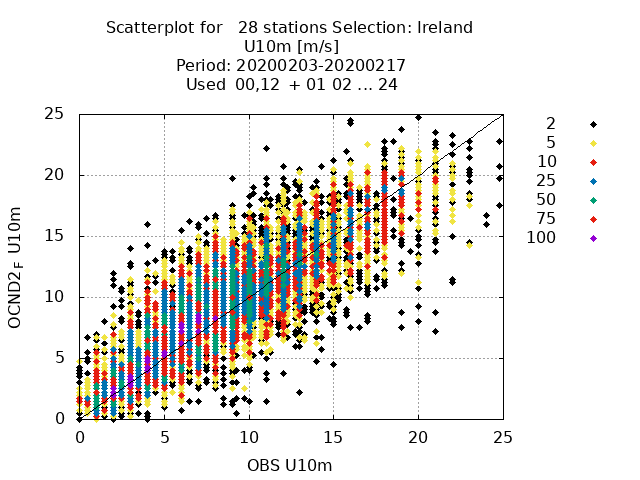 Scatterplot for   28 stations Selection: Ireland
U10m [m/s]
Period: 20200203-20200217
Used  00,12  + 01 02 ... 24
OCND2 F  U10m
25
20
15
10
5
0
0 5 10 15 20 25
OBS U10m
2
5
10
25
50
75
100